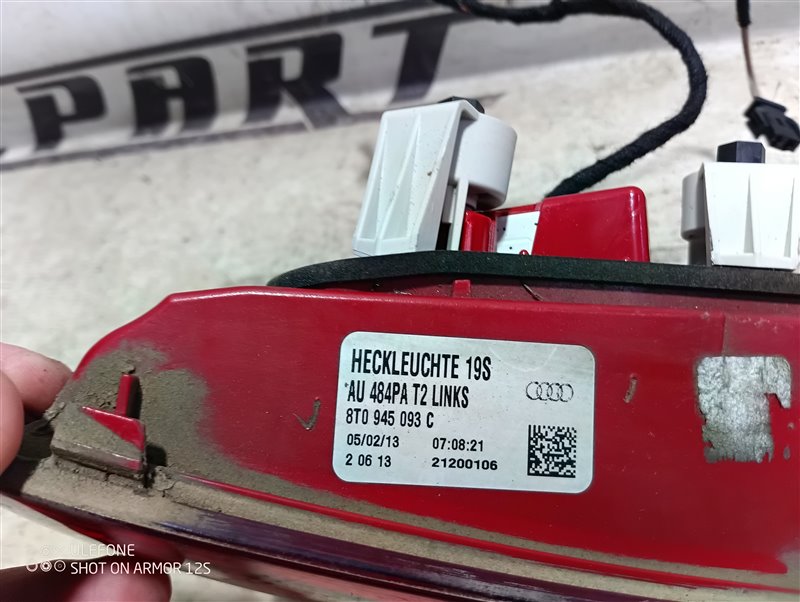 PART
HECKLEUCHTE 19S
AU 484PA T2 LINKS
8T0 945 093 C
05/02/13 07:08:21
2 06 13 21200106
ULEFONE
SHOT ON ARMOR 12S